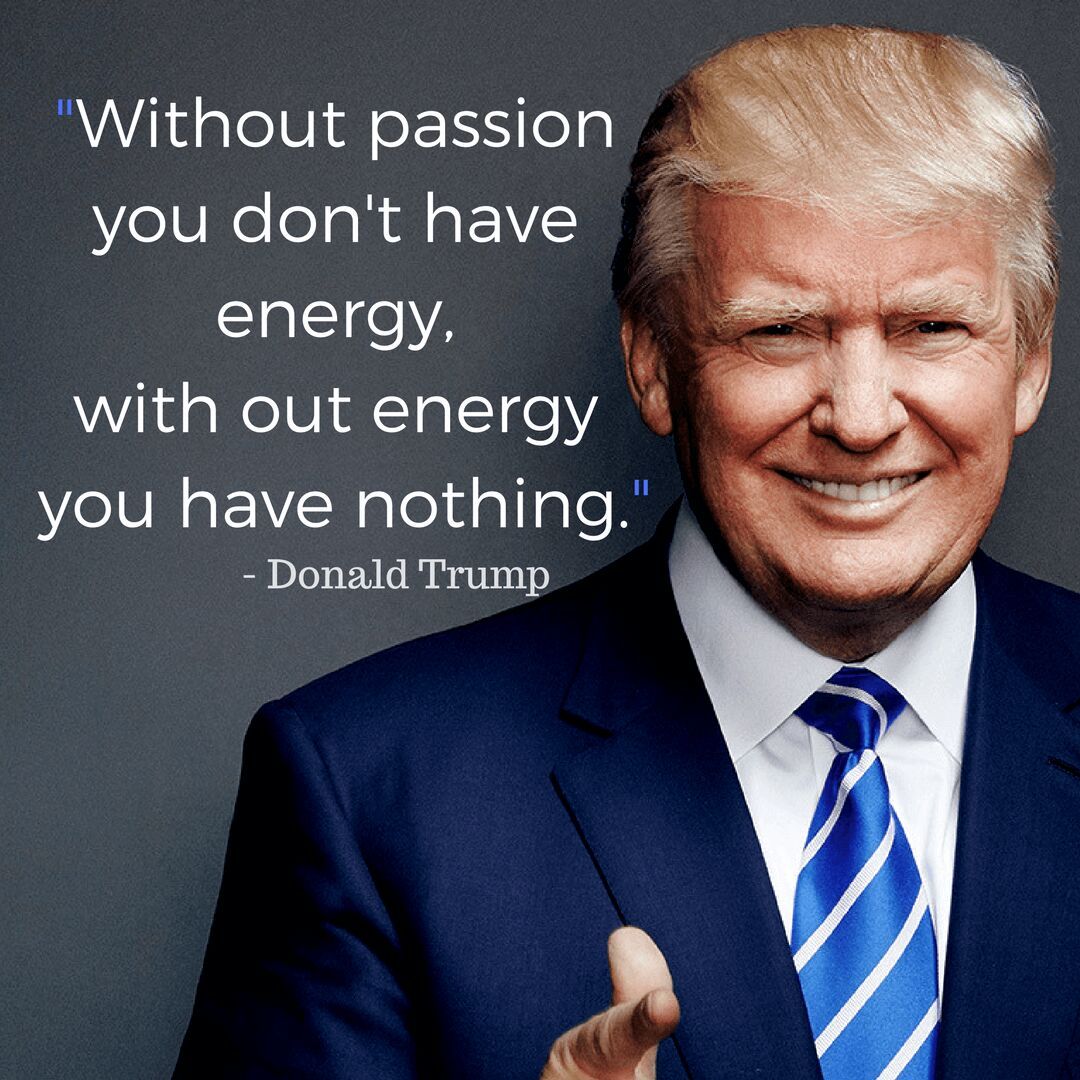 "Without passion
you don't have
energy,
with out energy
you have nothing."
- Donald Trump